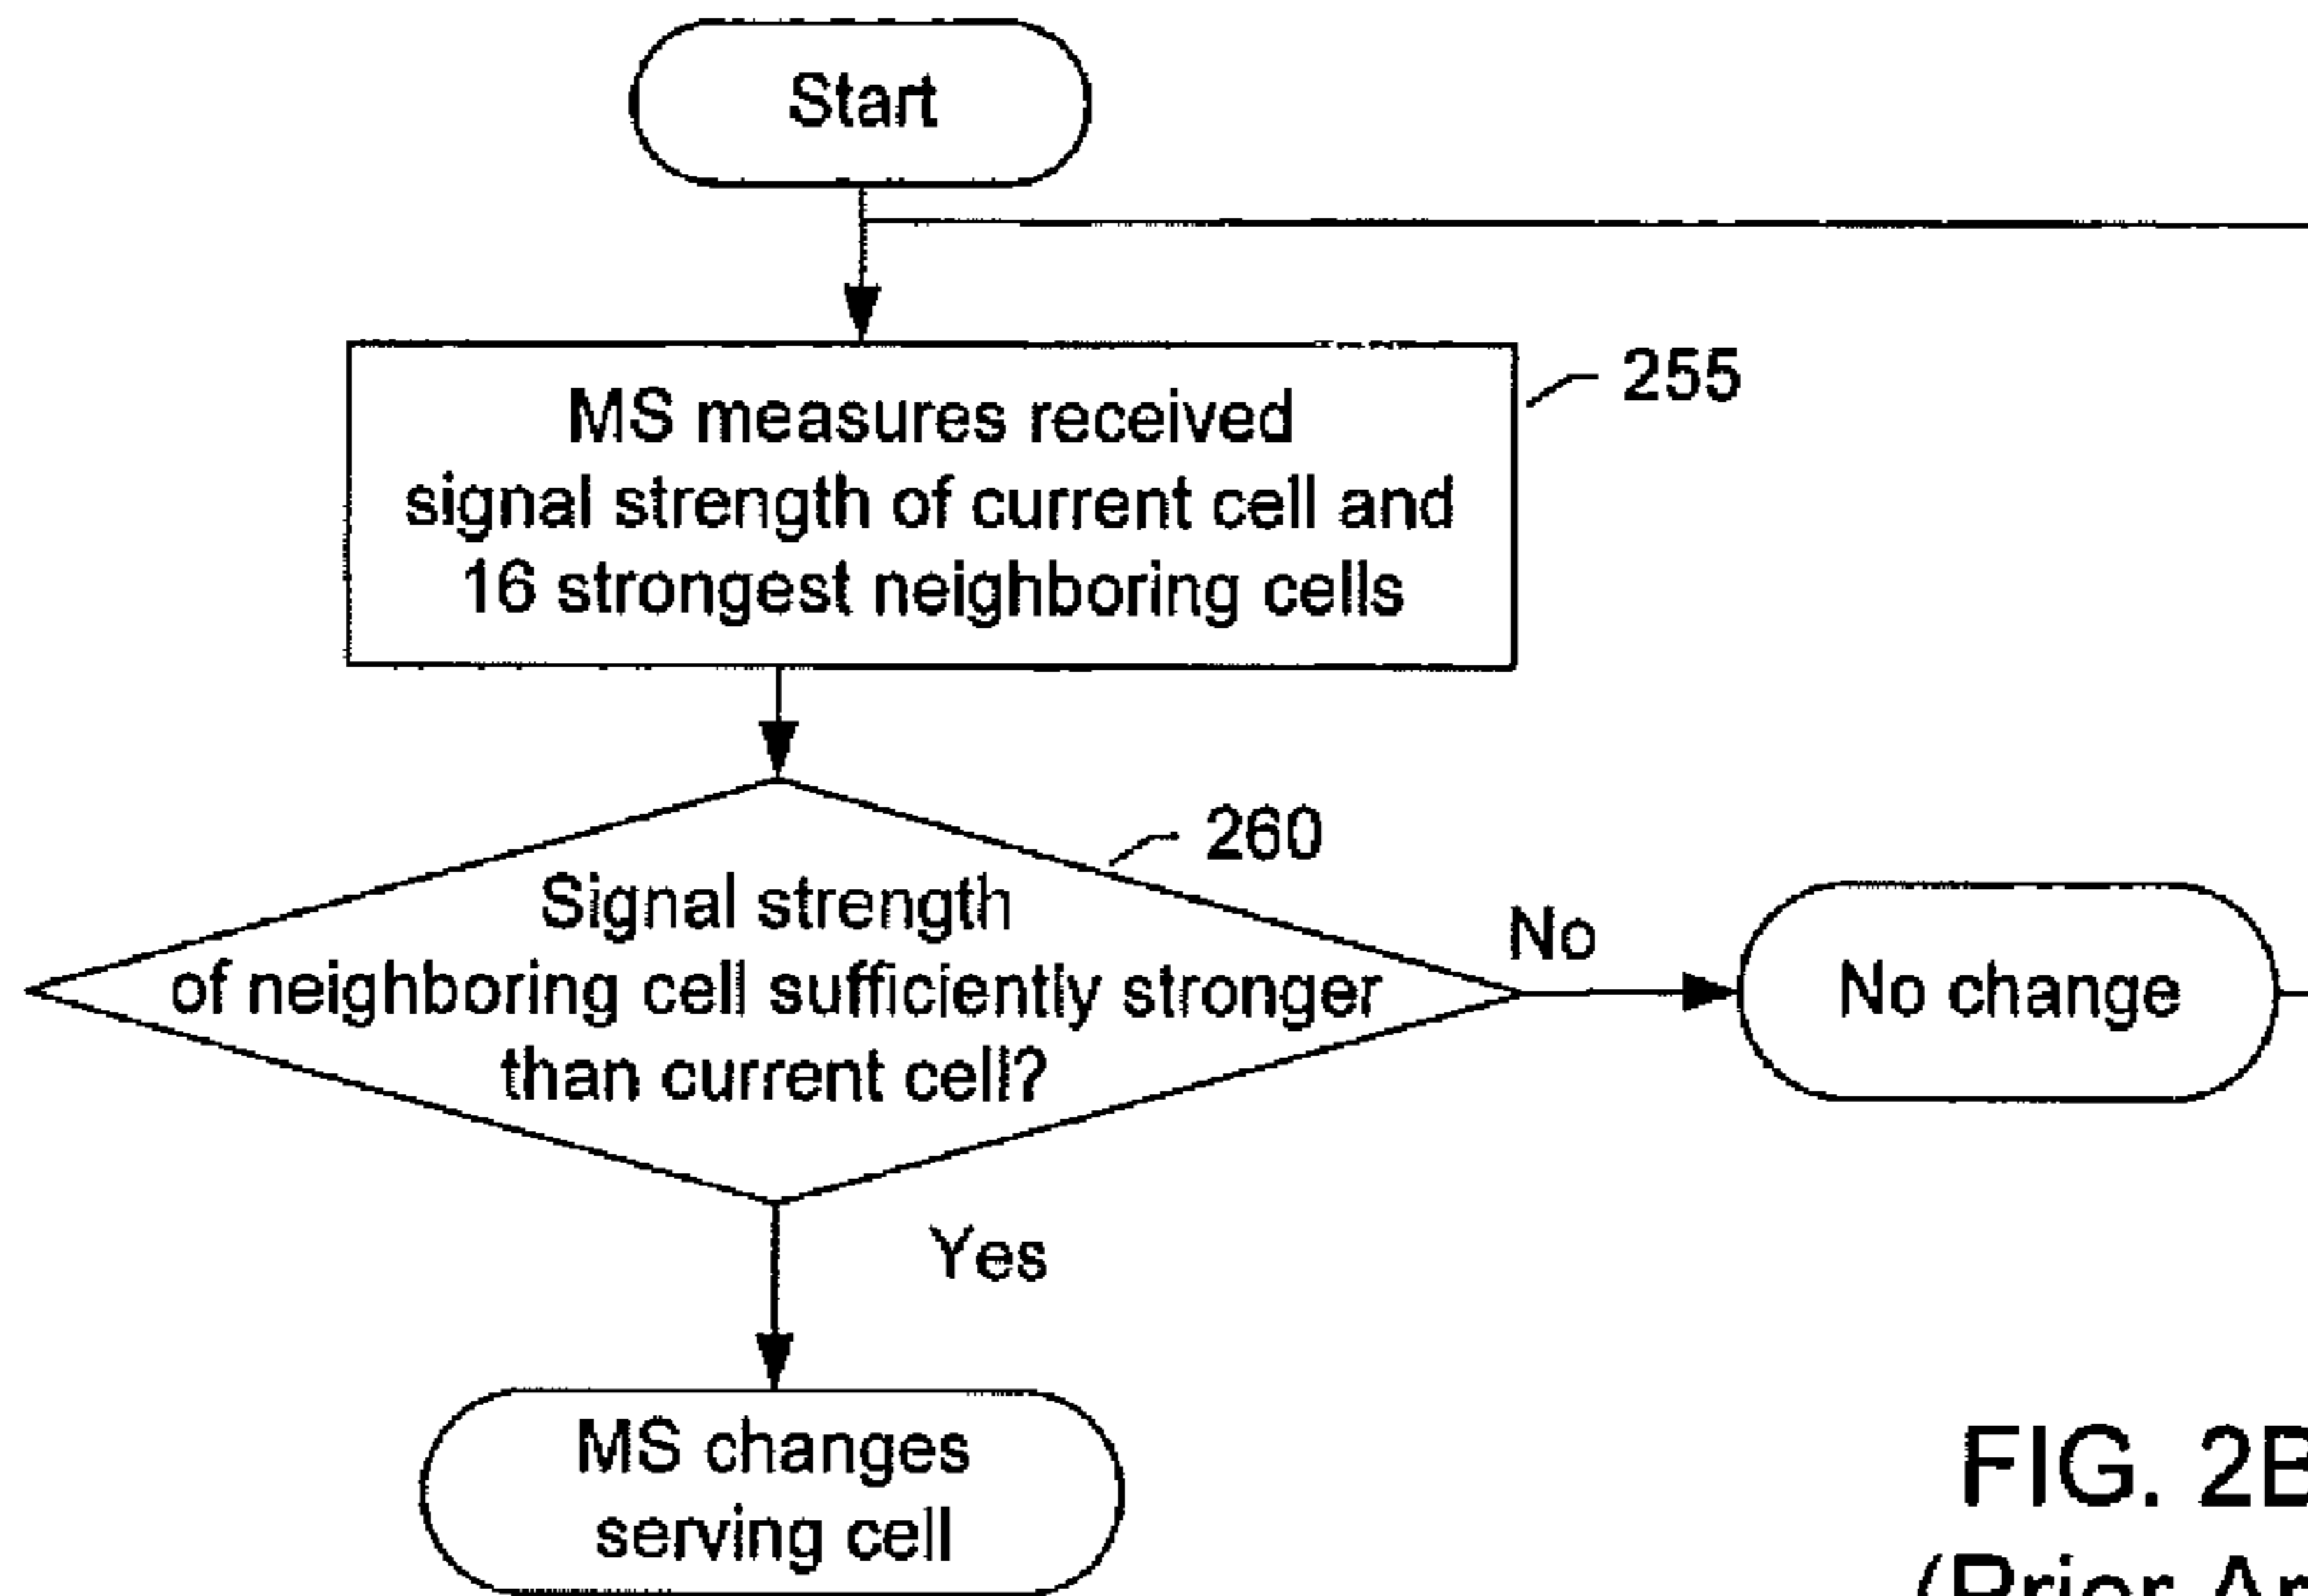 Start
MS measures received
signal strength of current cell and
16 strongest neighboring cells
255
260
Signal strength
of neighboring cell sufficiently stronger
than current cell?
No
No change
Yes
MS changes
serving cell
FIG. 2B
(Prior